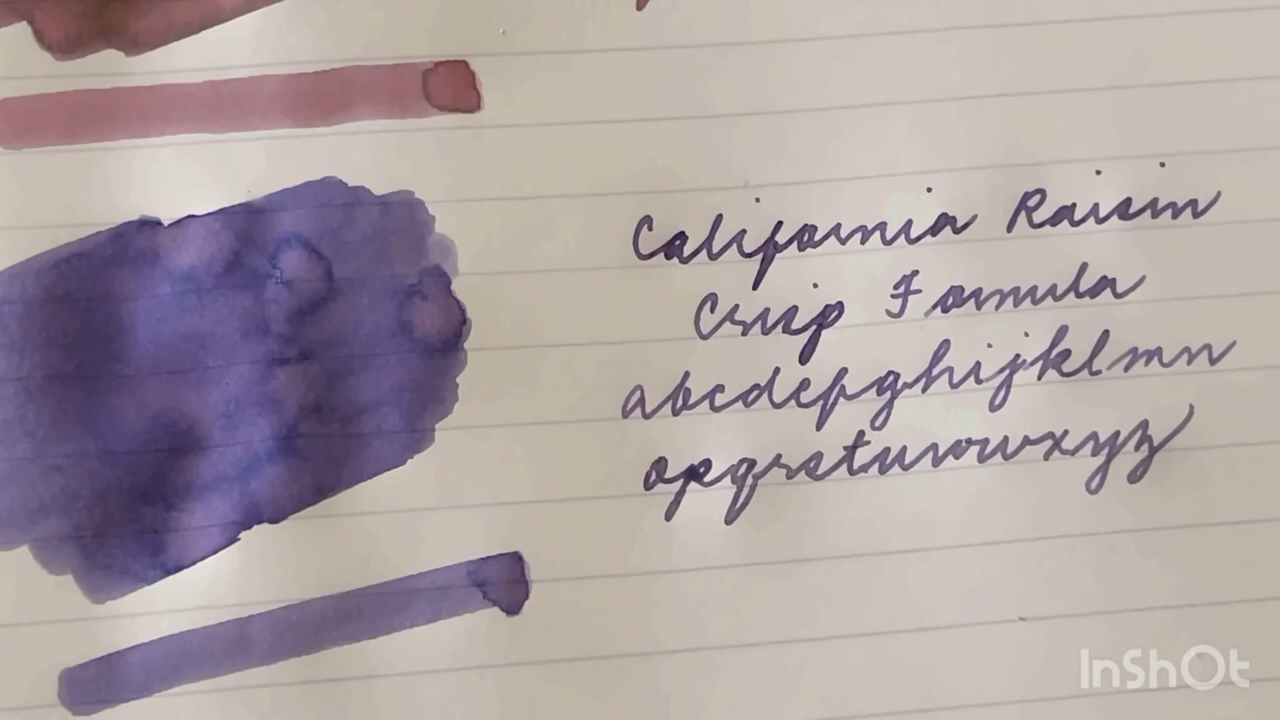 California Raisin
Crisp Formula
abcdefghijklmn
opqrstuvwxyz
InShOt